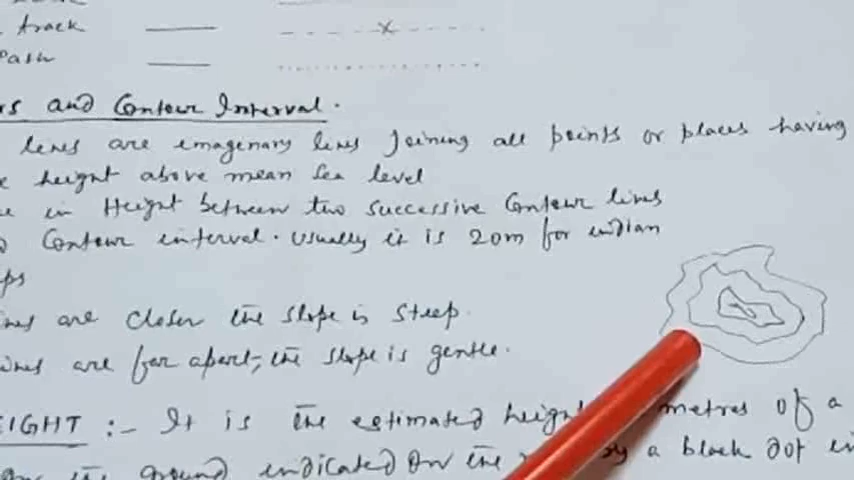 track
Path
and Contour Interval.
lines are imagenary lines Joining all points or places having
height above mean Sea level
in Height between two successive Contour lines
Contour interval. usually it is 20m for indian
are closer the slope is Steep.
are far apart, the slope is gentle.
EIGHT :- It is the estimated height metres of a
the ground indicated on the by a black dot